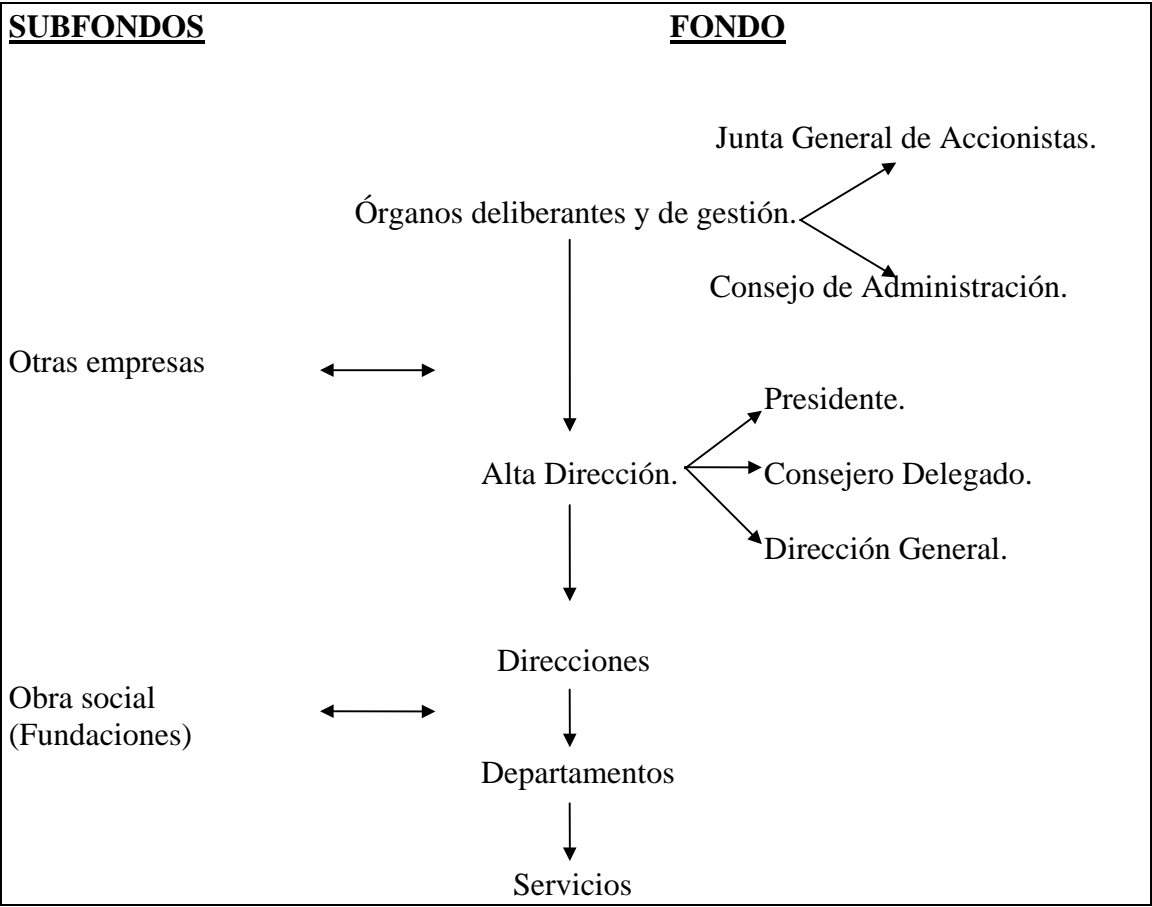 SUBFONDOS
FONDO
Junta General de Accionistas.
Órganos deliberantes y de gestión.
Consejo de Administración.
Otras empresas
Presidente.
Alta Dirección.
Consejero Delegado.
Dirección General.
Direcciones
Obra social
(Fundaciones)
Departamentos
Servicios